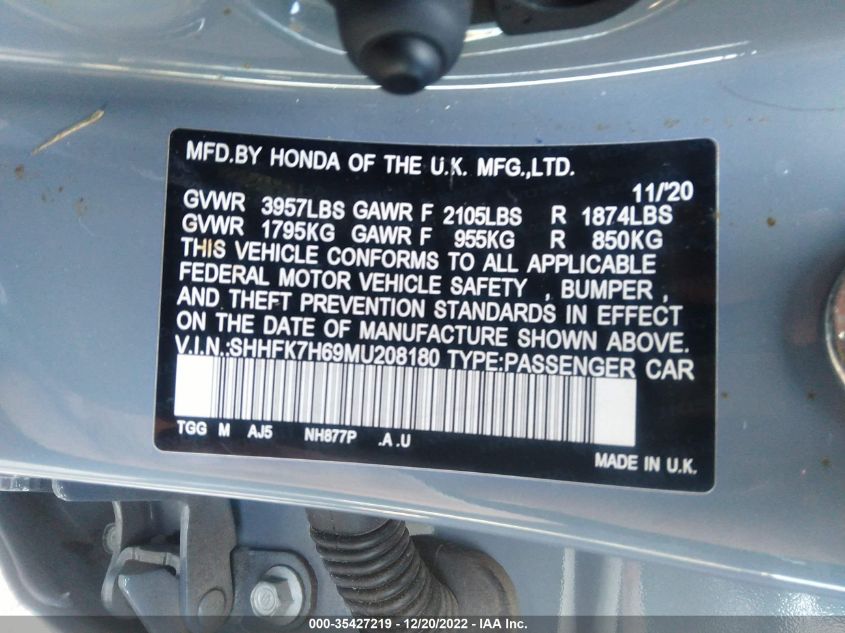 MFD.BY HONDA OF THE U.K. MFG.,LTD.
11/'20
GVWR 3957LBS GAWR F 2105LBS R 1874LBS
GVWR 1795KG GAWR F 955KG R 850KG
THIS VEHICLE CONFORMS TO ALL APPLICABLE
FEDERAL MOTOR VEHICLE SAFETY , BUMPER ,
AND THEFT PREVENTION STANDARDS IN EFFECT
ON THE DATE OF MANUFACTURE SHOWN ABOVE.
V.I.N.:SHHFK7H69MU208180 TYPE:PASSENGER CAR
TGG M AJ5 NH877P .A .U
MADE IN U.K.
000-35427219 - 12/20/2022 - IAA Inc.